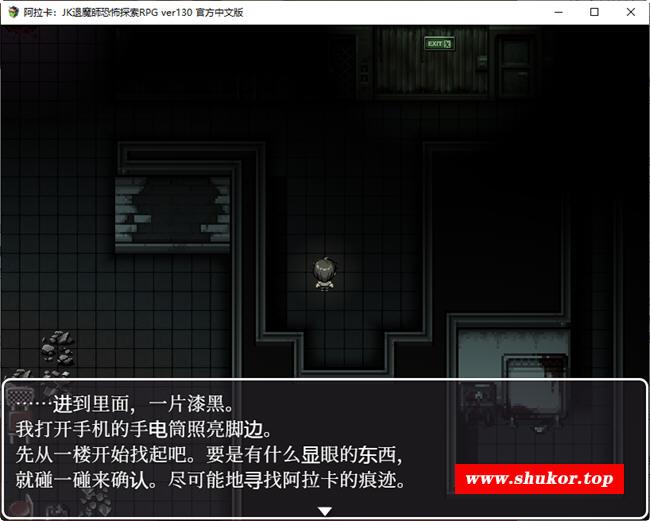 阿拉卡：JK退魔師恐怖探索RPG ver130 官方中文版
EXIT
……进到里面，一片漆黑。
我打开手机的手电筒照亮脚边。
先从一楼开始找起吧。要是有什么显眼的东西，
就碰一碰来确认。尽可能地寻找阿拉卡的痕迹。
www.shukor.top